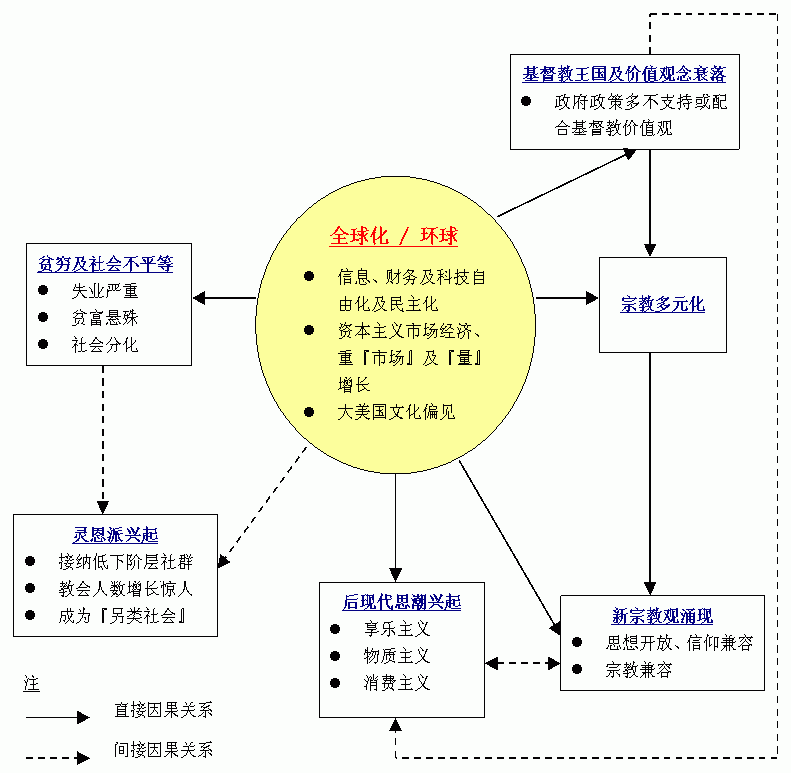 基督教王国及价值观念衰落
● 政府政策多不支持或配
合基督教价值观
全球化 / 环球
● 信息、财务及科技自
由化及民主化
● 资本主义市场经济、
重『市场』及『量』
增长
● 大美国文化偏见
贫穷及社会不平等
● 失业严重
● 贫富悬殊
● 社会分化
宗教多元化
灵恩派兴起
● 接纳低下阶层社群
● 教会人数增长惊人
● 成为『另类社会』
后现代思潮兴起
● 享乐主义
● 物质主义
● 消费主义
新宗教观涌现
● 思想开放、信仰兼容
● 宗教兼容
注
直接因果关系
间接因果关系